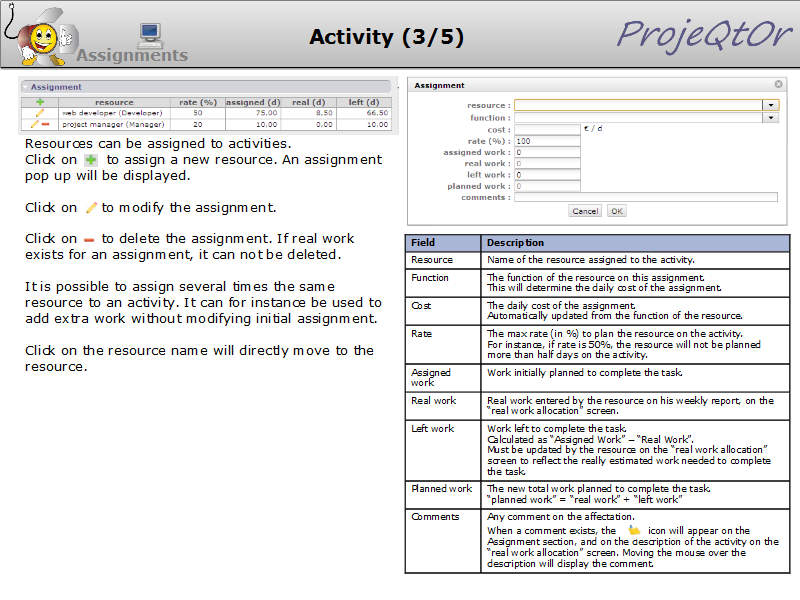 Activity (3/5)
ProjeQtOr
Assignments
Assignment
resource rate (%) assigned (d) real (d) left (d)
web developer (Developer) 50 75,00 8,50 66,50
project manager (Manager) 20 10,00 0,00 10,00
Resources can be assigned to activities.
Click on to assign a new resource. An assignment
pop up will be displayed.
Click on to modify the assignment.
Click on to delete the assignment. If real work
exists for an assignment, it can not be deleted.
It is possible to assign several times the same
resource to an activity. It can for instance be used to
add extra work without modifying initial assignment.
Click on the resource name will directly move to the
resource.
Assignment
resource :
function :
cost : € / d
rate (%) : 100
assigned work : 0
real work : 0
left work : 0
planned work : 0
comments :
Cancel OK
Field Description
Resource Name of the resource assigned to the activity.
Function The function of the resource on this assignment.
This will determine the daily cost of the assignment.
Cost The daily cost of the assignment.
Automatically updated from the function of the resource.
Rate The max rate (in %) to plan the resource on the activity.
For instance, if rate is 50%, the resource will not be planned
more than half days on the activity.
Assigned Work initially planned to complete the task.
work
Real work Real work entered by the resource on his weekly report, on the
“real work allocation” screen.
Left work Work left to complete the task.
Calculated as “Assigned Work” – “Real Work”.
Must be updated by the resource on the “real work allocation”
screen to reflect the really estimated work needed to complete
the task.
Planned work The new total work planned to complete the task.
“planned work” = “real work” + “left work”
Comments Any comment on the affectation.
When a comment exists, the icon will appear on the
Assignment section, and on the description of the activity on the
“real work allocation” screen. Moving the mouse over the
description will display the comment.